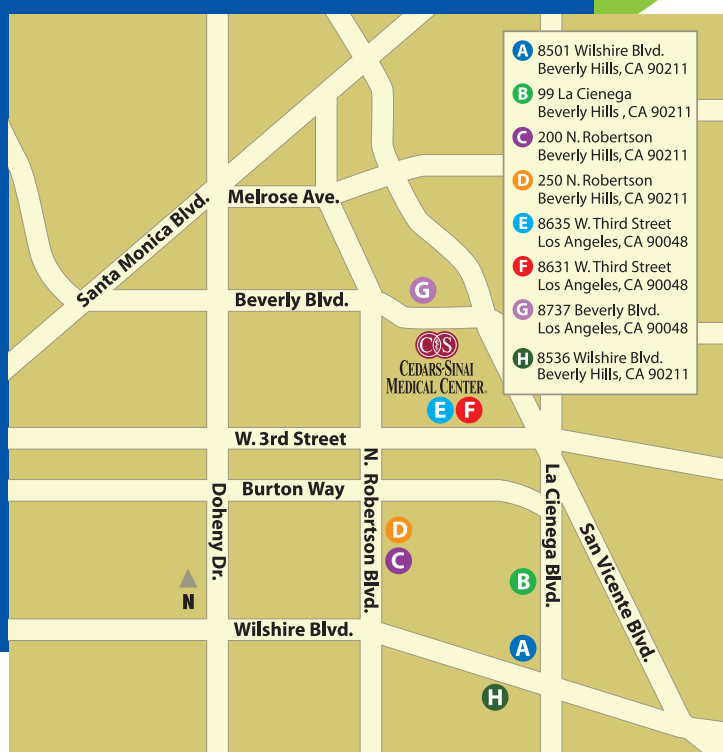 A 8501 Wilshire Blvd.
Beverly Hills, CA 90211
B 99 La Cienega
Beverly Hills , CA 90211
C 200 N. Robertson
Beverly Hills, CA 90211
D 250 N. Robertson
Beverly Hills, CA 90211
E 8635 W. Third Street
Los Angeles, CA 90048
F 8631 W. Third Street
Los Angeles, CA 90048
G 8737 Beverly Blvd.
Los Angeles, CA 90048
H 8536 Wilshire Blvd.
Beverly Hills, CA 90211
Santa Monica Blvd.
Melrose Ave.
Beverly Blvd.
G
CS
CEDARS-SINAI
MEDICAL CENTER®
E F
W. 3rd Street
Burton Way
Doheny Dr.
N. Robertson Blvd.
La Cienega Blvd.
San Vicente Blvd.
D
C
B
N
Wilshire Blvd.
A
H